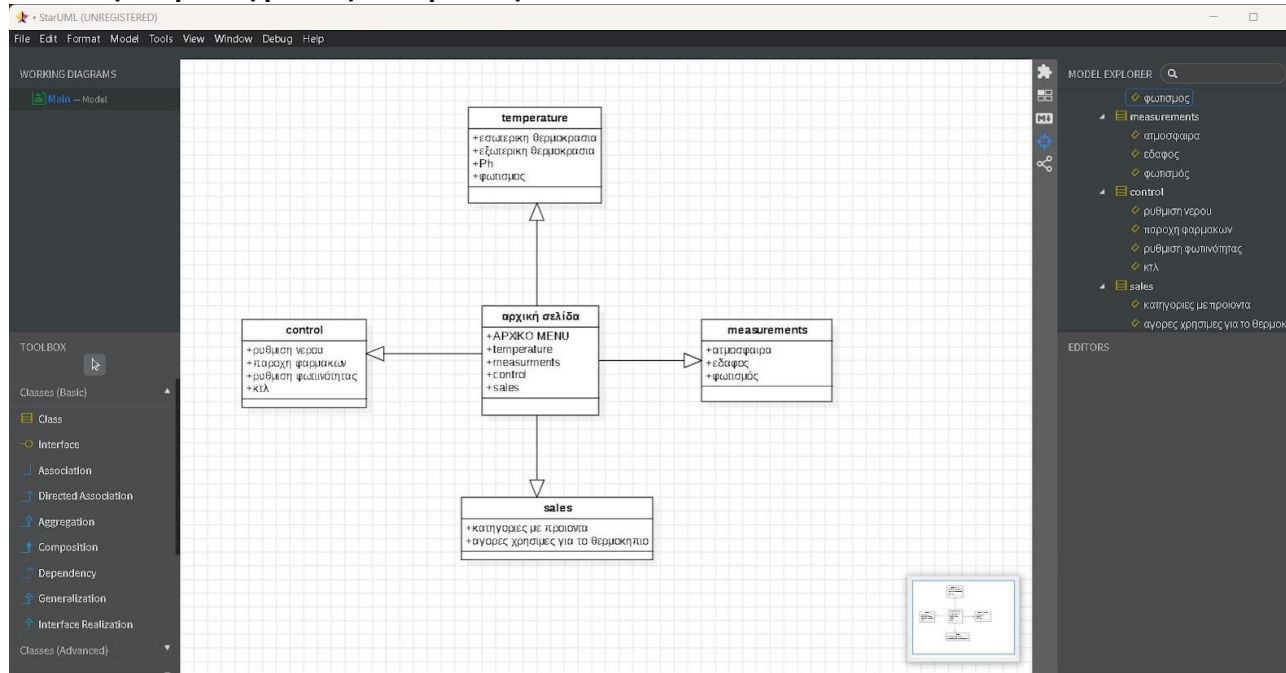 StarUML (UNREGISTERED)
File Edit Format Model Tools View Window Debug Help
WORKING DIAGRAMS
Main — Model
TOOLBOX
Classes (Basic)
Class
Interface
Association
Directed Association
Aggregation
Composition
Dependency
Generalization
Interface Realization
Classes (Advanced)
temperature
+εσωτερικη θερμοκρασια
+εξωτερικη θερμοκρασια
+Ph
+φωτισμος
control
+ρυθμιση νερου
+παροχη φαρμακων
+ρυθμιση φωτινότητας
+κτλ
αρχική σελίδα
+ΑΡΧΙΚΟ MENU
+temperature
+measurments
+control
+sales
measurements
+ατμοσφαιρα
+εδαφος
+φωτισμός
sales
+κατηγοριες με προιοντα
+αγορες χρησιμες για το θερμοκηπιο
MODEL EXPLORER
φωτισμος
measurements
ατμοσφαιρα
εδαφος
φωτισμός
control
ρυθμιση νερου
παροχη φαρμακων
ρυθμιση φωτινότητας
κτλ
sales
κατηγοριες με προιοντα
αγορες χρησιμες για το θερμοκ
EDITORS